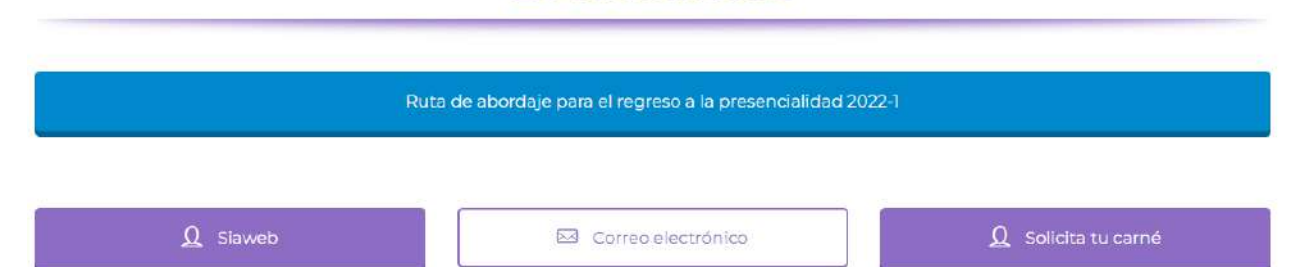 Ruta de abordaje para el regreso a la presencialidad 2022-1
Siaweb
Correo electrónico
Solicita tu carné